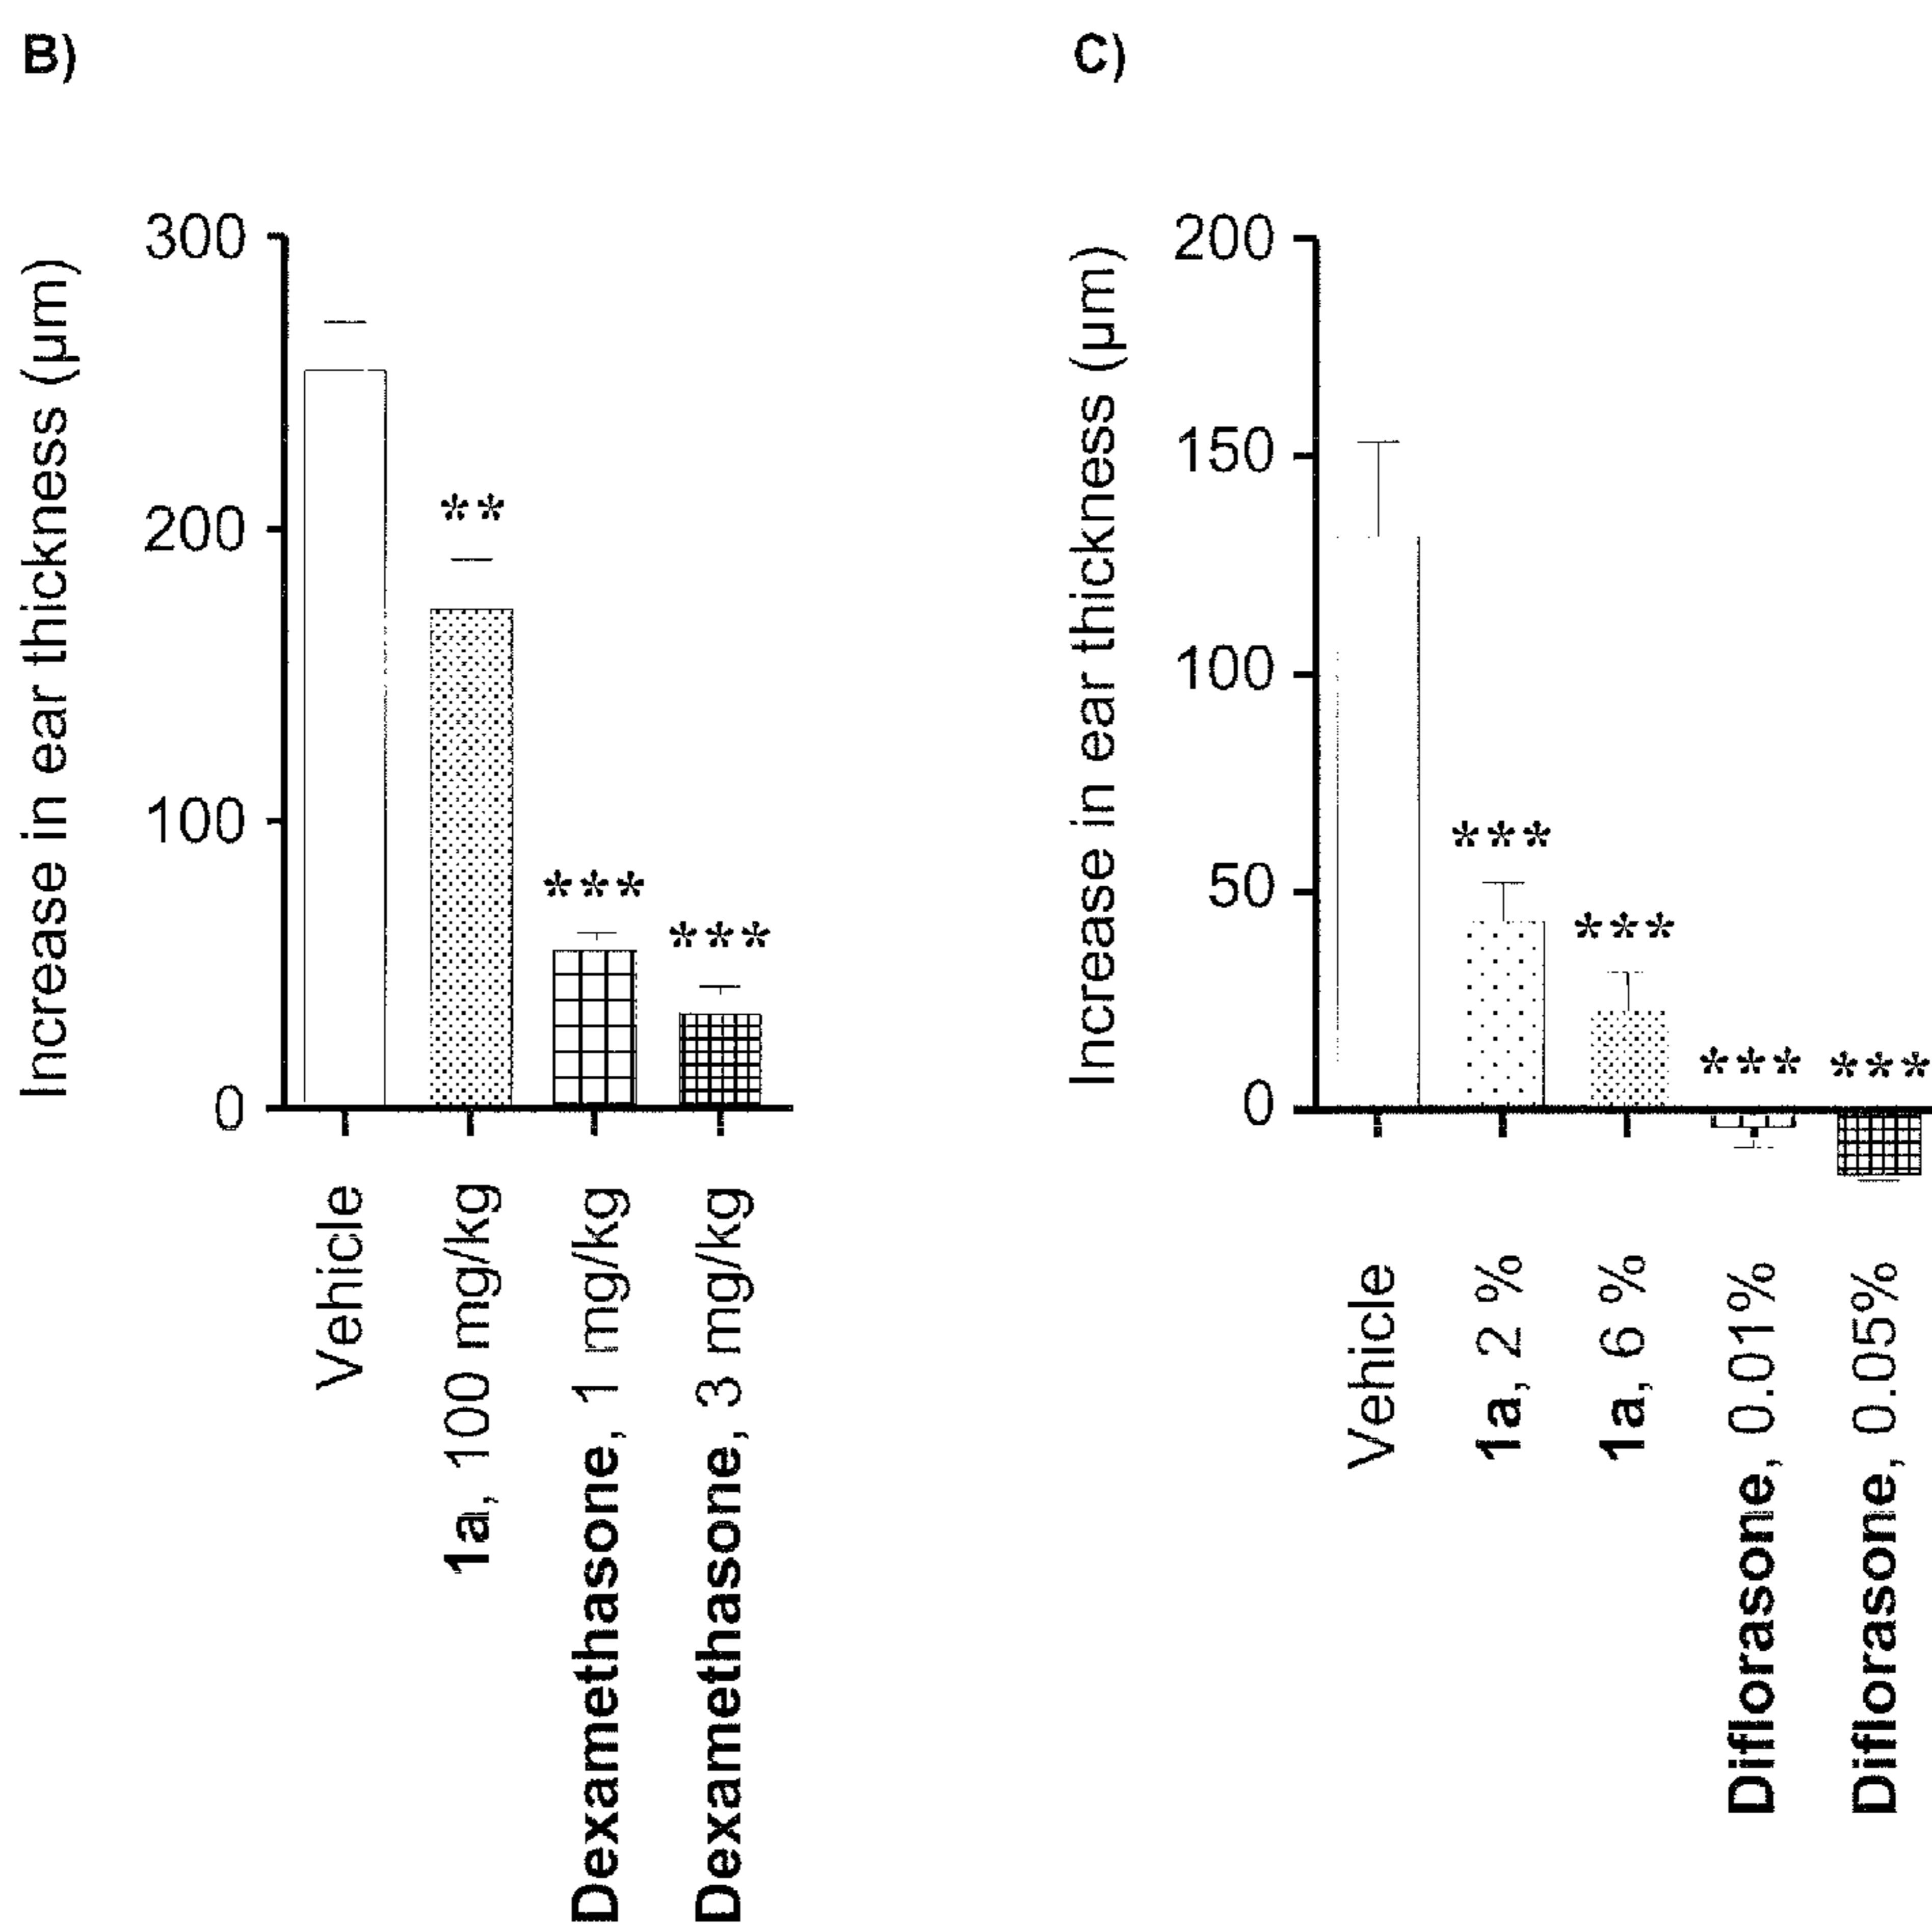 B)
Increase in ear thickness (µm)
300
200
100
0
**
***
***
Vehicle
1a, 100 mg/kg
Dexamethasone, 1 mg/kg
Dexamethasone, 3 mg/kg
C)
Increase in ear thickness (µm)
200
150
100
50
0
***
***
***
***
Vehicle
1a, 2 %
1a, 6 %
Diflorasone, 0.01%
Diflorasone, 0.05%